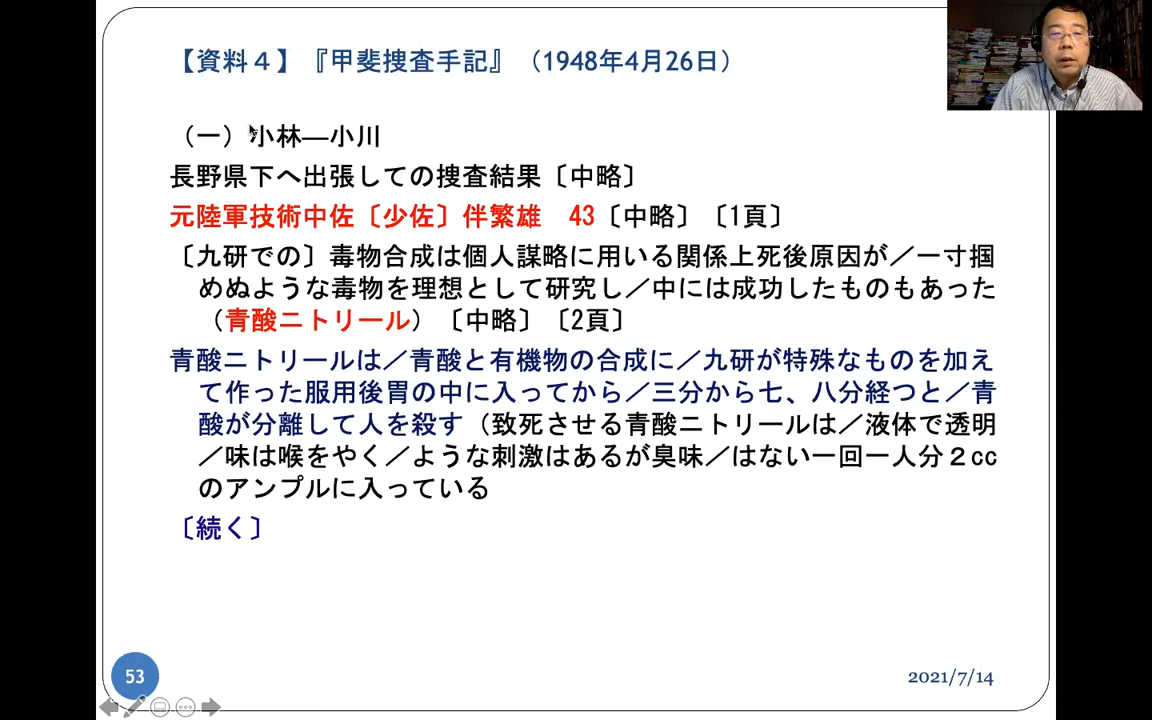 【資料４】『甲斐捜査手記』（1948年4月26日）
（一）小林―小川
長野県下へ出張しての捜査結果〔中略〕
元陸軍技術中佐〔少佐〕伴繁雄　43〔中略〕〔1頁〕
〔九研での〕毒物合成は個人謀略に用いる関係上死後原因が／一寸掴
めぬような毒物を理想として研究し／中には成功したものもあった
（青酸ニトリール）〔中略〕〔2頁〕
青酸ニトリールは／青酸と有機物の合成に／九研が特殊なものを加え
て作った服用後胃の中に入ってから／三分から七、八分経つと／青
酸が分離して人を殺す（致死させる青酸ニトリールは／液体で透明
／味は喉をやく／ような刺激はあるが臭味／はない一回一人分２cc
のアンプルに入っている
〔続く〕
53
2021/7/14